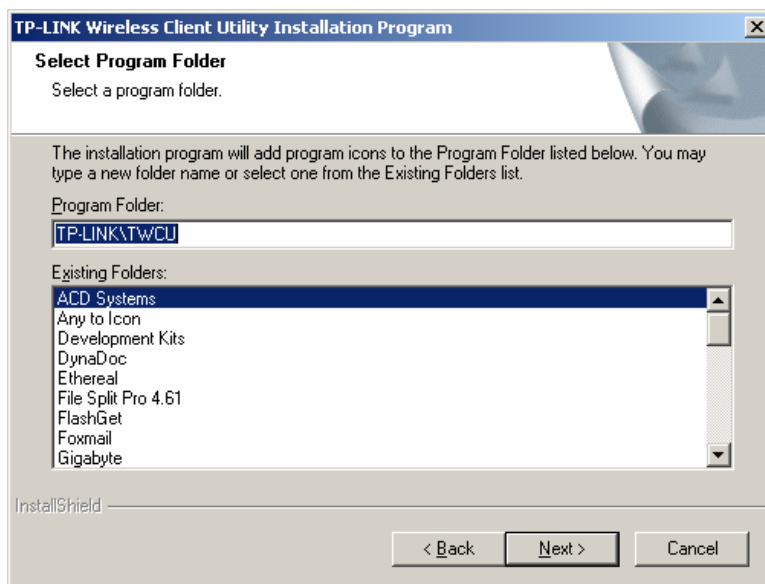 TP-LINK Wireless Client Utility Installation Program
Select Program Folder
Select a program folder.
The installation program will add program icons to the Program Folder listed below. You may
type a new folder name or select one from the Existing Folders list.
Program Folder:
TP-LINK\TWCU
Existing Folders:
ACD Systems
Any to Icon
Development Kits
DynaDoc
Ethereal
File Split Pro 4.61
FlashGet
Foxmail
Gigabyte
InstallShield
< Back
Next >
Cancel